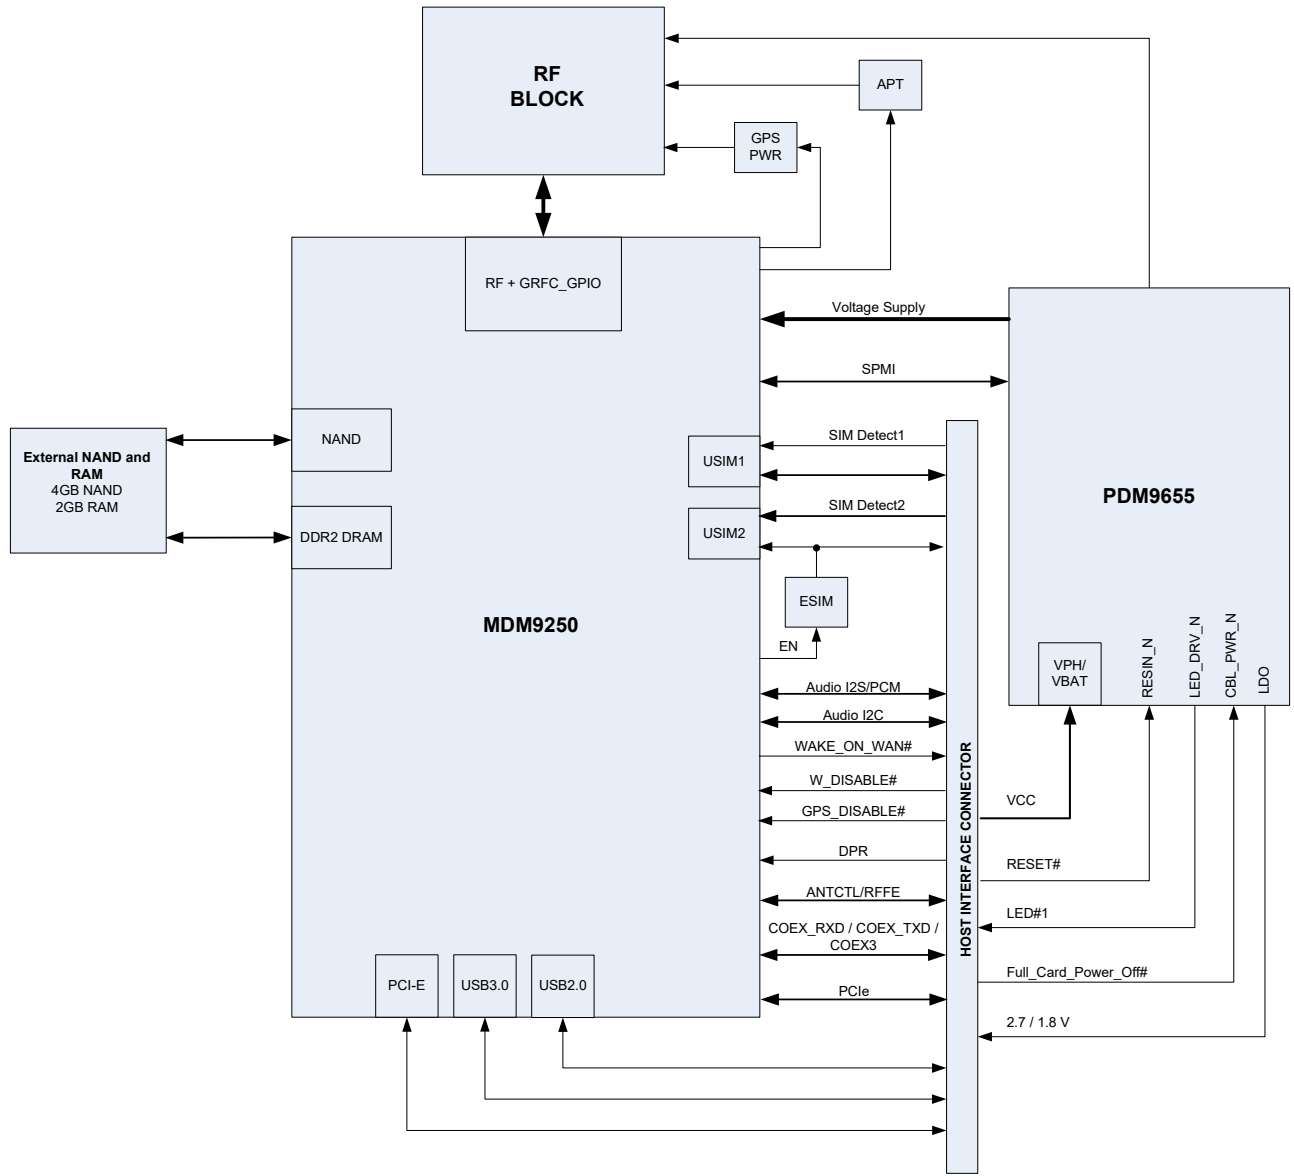 RF
BLOCK
APT
GPS
PWR
RF + GRFC_GPIO
Voltage Supply
SPMI
NAND
External NAND and
RAM
4GB NAND
2GB RAM
DDR2 DRAM
USIM1
SIM Detect1
USIM2
SIM Detect2
ESIM
EN
MDM9250
PDM9655
VPH/
VBAT
RESIN_N
LED_DRV_N
CBL_PWR_N
LDO
Audio I2S/PCM
Audio I2C
WAKE_ON_WAN#
W_DISABLE#
GPS_DISABLE#
DPR
ANTCTL/RFFE
COEX_RXD / COEX_TXD /
COEX3
PCIe
HOST INTERFACE CONNECTOR
VCC
RESET#
LED#1
Full_Card_Power_Off#
2.7 / 1.8 V
PCI-E
USB3.0
USB2.0